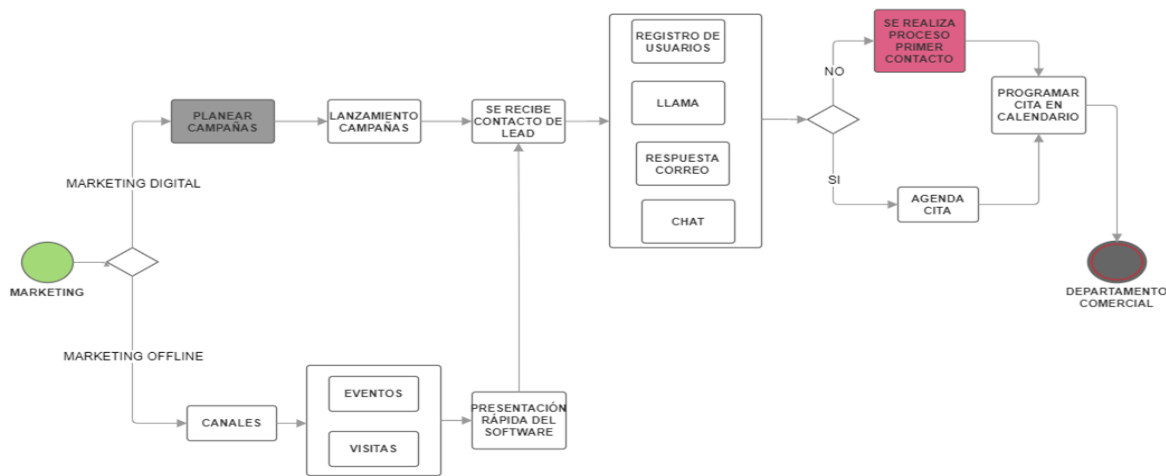 MARKETING
MARKETING DIGITAL
PLANEAR
CAMPAÑAS
LANZAMIENTO
CAMPAÑAS
SE RECIBE
CONTACTO DE
LEAD
MARKETING OFFLINE
CANALES
EVENTOS
VISITAS
PRESENTACIÓN
RÁPIDA DEL
SOFTWARE
REGISTRO DE
USUARIOS
LLAMA
RESPUESTA
CORREO
CHAT
NO
SE REALIZA
PROCESO
PRIMER
CONTACTO
SI
AGENDA
CITA
PROGRAMAR
CITA EN
CALENDARIO
DEPARTAMENTO
COMERCIAL